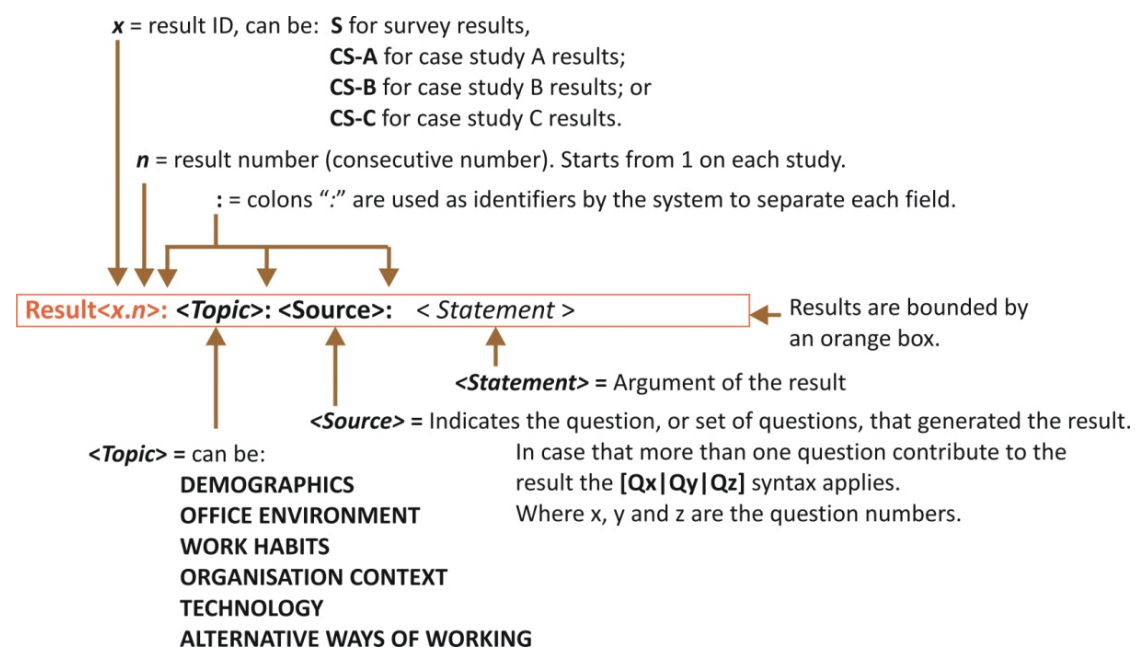 x = result ID, can be: S for survey results,
CS-A for case study A results;
CS-B for case study B results; or
CS-C for case study C results.
n = result number (consecutive number). Starts from 1 on each study.
: = colons “:” are used as identifiers by the system to separate each field.
Result<x.n>: <Topic>: <Source>: < Statement >
Results are bounded by
an orange box.
<Statement> = Argument of the result
<Source> = Indicates the question, or set of questions, that generated the result.
In case that more than one question contribute to the
result the [Qx|Qy|Qz] syntax applies.
Where x, y and z are the question numbers.
<Topic> = can be:
DEMOGRAPHICS
OFFICE ENVIRONMENT
WORK HABITS
ORGANISATION CONTEXT
TECHNOLOGY
ALTERNATIVE WAYS OF WORKING